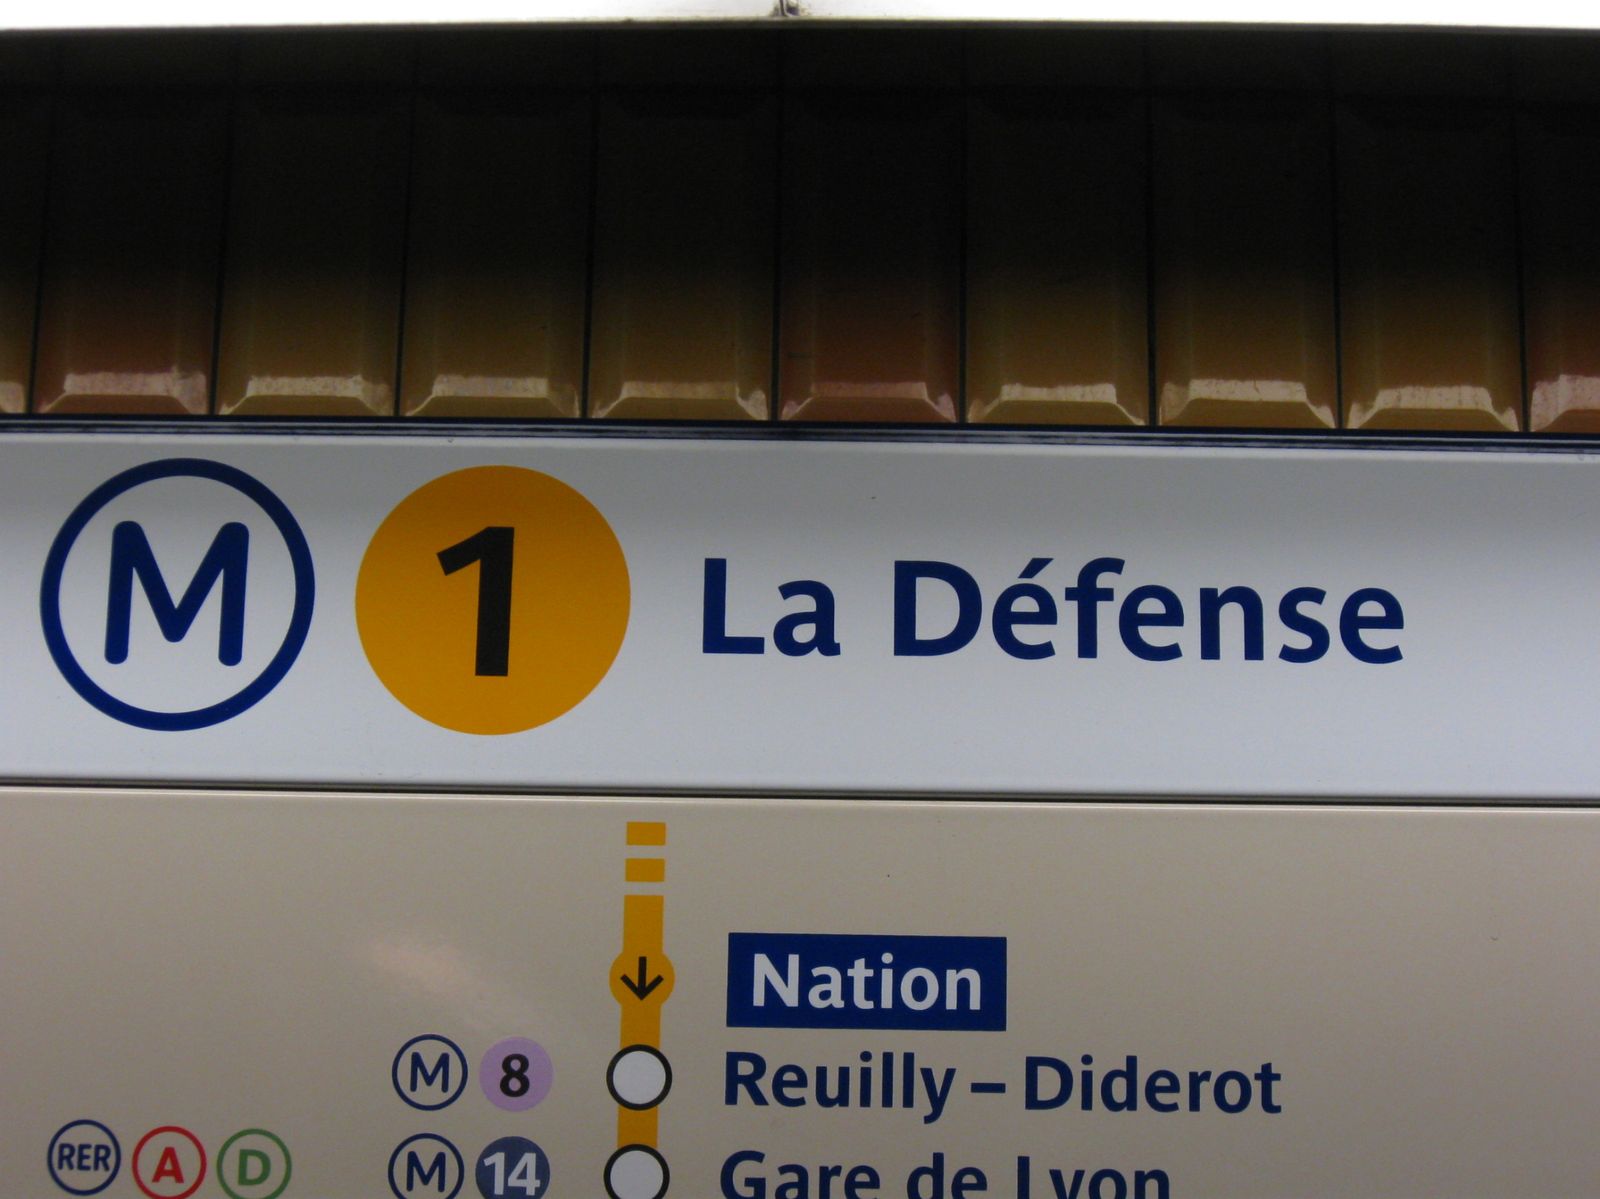 M 1 La Défense
Nation
M 8 Reuilly – Diderot
RER A D M 14 Gare de Lyon